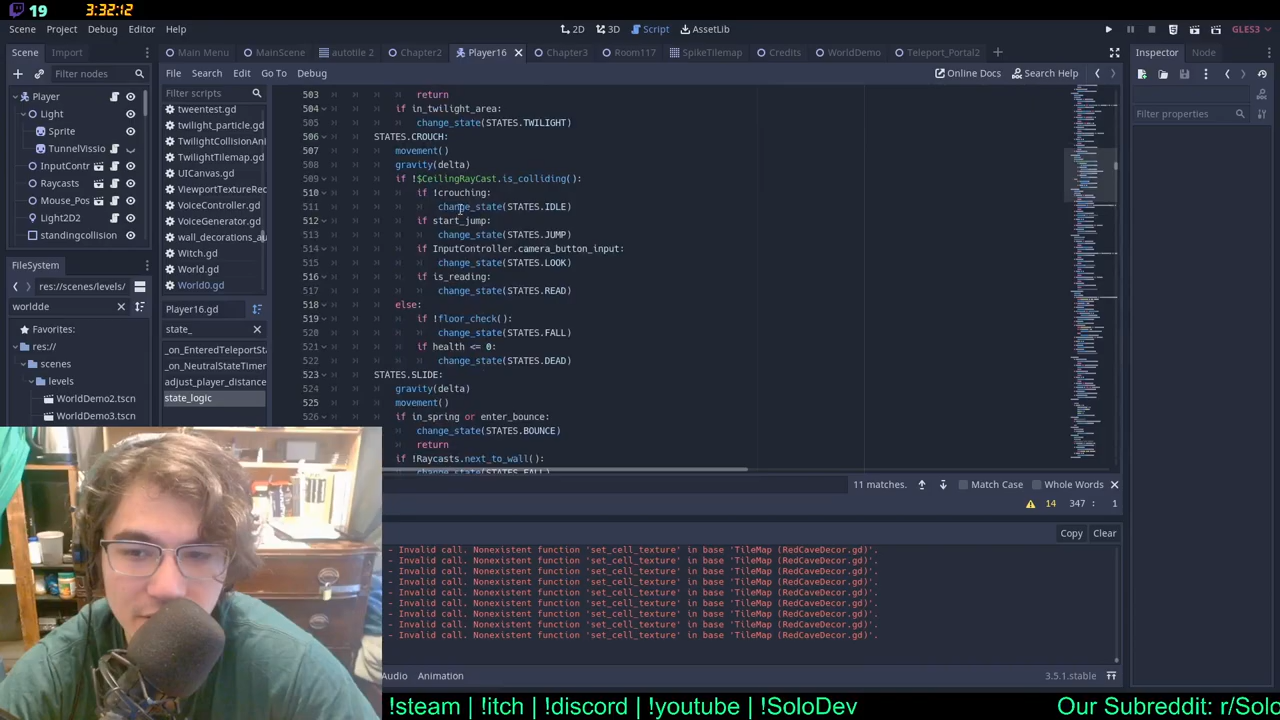 19
3:32:12
Scene Project Debug Editor Help
2D 3D Script AssetLib
GLES3
Scene Import
Main Menu MainScene autotile 2 Chapter2 Player16 Chapter3 Room117 SpikeTilemap Credits WorldDemo Teleport_Portal2
Inspector Node
Filter nodes
File Search Edit Go To Debug
Online Docs Search Help
Filter scripts
Filter properties
Player
Light
Sprite
TunnelVissio
InputContr
Raycasts
Mouse_Pos
Light2D2
standingcollision
FileSystem
res://scenes/levels/
worldde
Favorites:
res://
scenes
levels
WorldDemo2.tscn
WorldDemo3.tscn
tweentest.gd
twilight_particle.gd
TwilightCollisionAni
TwilightTilemap.gd
UICamera.gd
ViewportTextureRec
VoiceController.gd
VoiceGenerator.gd
wall_decorations_au
Witch.gd
World.gd
Player16.gd
state_
_on_EnteredTeleportSta
_on_NeutralStateTimer
adjust_player_distance
state_logic
503 return
504 if in_twilight_area:
505 change_state(STATES.TWILIGHT)
506 STATES.CROUCH:
507 movement()
508 gravity(delta)
509 !$CeilingRayCast.is_colliding():
510 if !crouching:
511 change_state(STATES.IDLE)
512 if start_jump:
513 change_state(STATES.JUMP)
514 if InputController.camera_button_input:
515 change_state(STATES.LOOK)
516 if is_reading:
517 change_state(STATES.READ)
518 else:
519 if !floor_check():
520 change_state(STATES.FALL)
521 if health <= 0:
522 change_state(STATES.DEAD)
523 STATES.SLIDE:
524 gravity(delta)
525 movement()
526 if in_spring or enter_bounce:
change_state(STATES.BOUNCE)
return
if !Raycasts.next_to_wall():
change_state(STATES.FALL)
11 matches. Match Case Whole Words
14 347 : 1
Copy Clear
- Invalid call. Nonexistent function 'set_cell_texture' in base 'TileMap (RedCaveDecor.gd)'.
- Invalid call. Nonexistent function 'set_cell_texture' in base 'TileMap (RedCaveDecor.gd)'.
- Invalid call. Nonexistent function 'set_cell_texture' in base 'TileMap (RedCaveDecor.gd)'.
- Invalid call. Nonexistent function 'set_cell_texture' in base 'TileMap (RedCaveDecor.gd)'.
- Invalid call. Nonexistent function 'set_cell_texture' in base 'TileMap (RedCaveDecor.gd)'.
- Invalid call. Nonexistent function 'set_cell_texture' in base 'TileMap (RedCaveDecor.gd)'.
- Invalid call. Nonexistent function 'set_cell_texture' in base 'TileMap (RedCaveDecor.gd)'.
- Invalid call. Nonexistent function 'set_cell_texture' in base 'TileMap (RedCaveDecor.gd)'.
- Invalid call. Nonexistent function 'set_cell_texture' in base 'TileMap (RedCaveDecor.gd)'.
Audio Animation
3.5.1.stable
!steam | !itch | !discord | !youtube | !SoloDev
Our Subreddit: r/Solo